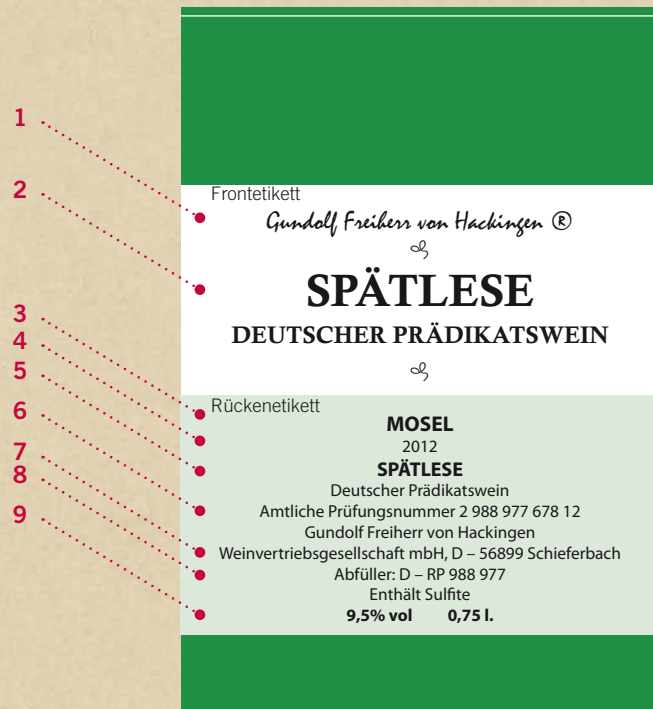 1
2
3
4
5
6
7
8
9
Frontetikett
Gundolf Freiherr von Hackingen ®
SPÄTLESE
DEUTSCHER PRÄDIKATSWEIN
Rückenetikett
MOSEL
2012
SPÄTLESE
Deutscher Prädikatswein
Amtliche Prüfungsnummer 2 988 977 678 12
Gundolf Freiherr von Hackingen
Weinvertriebsgesellschaft mbH, D – 56899 Schieferbach
Abfüller: D – RP 988 977
Enthält Sulfite
9,5% vol 0,75 l.